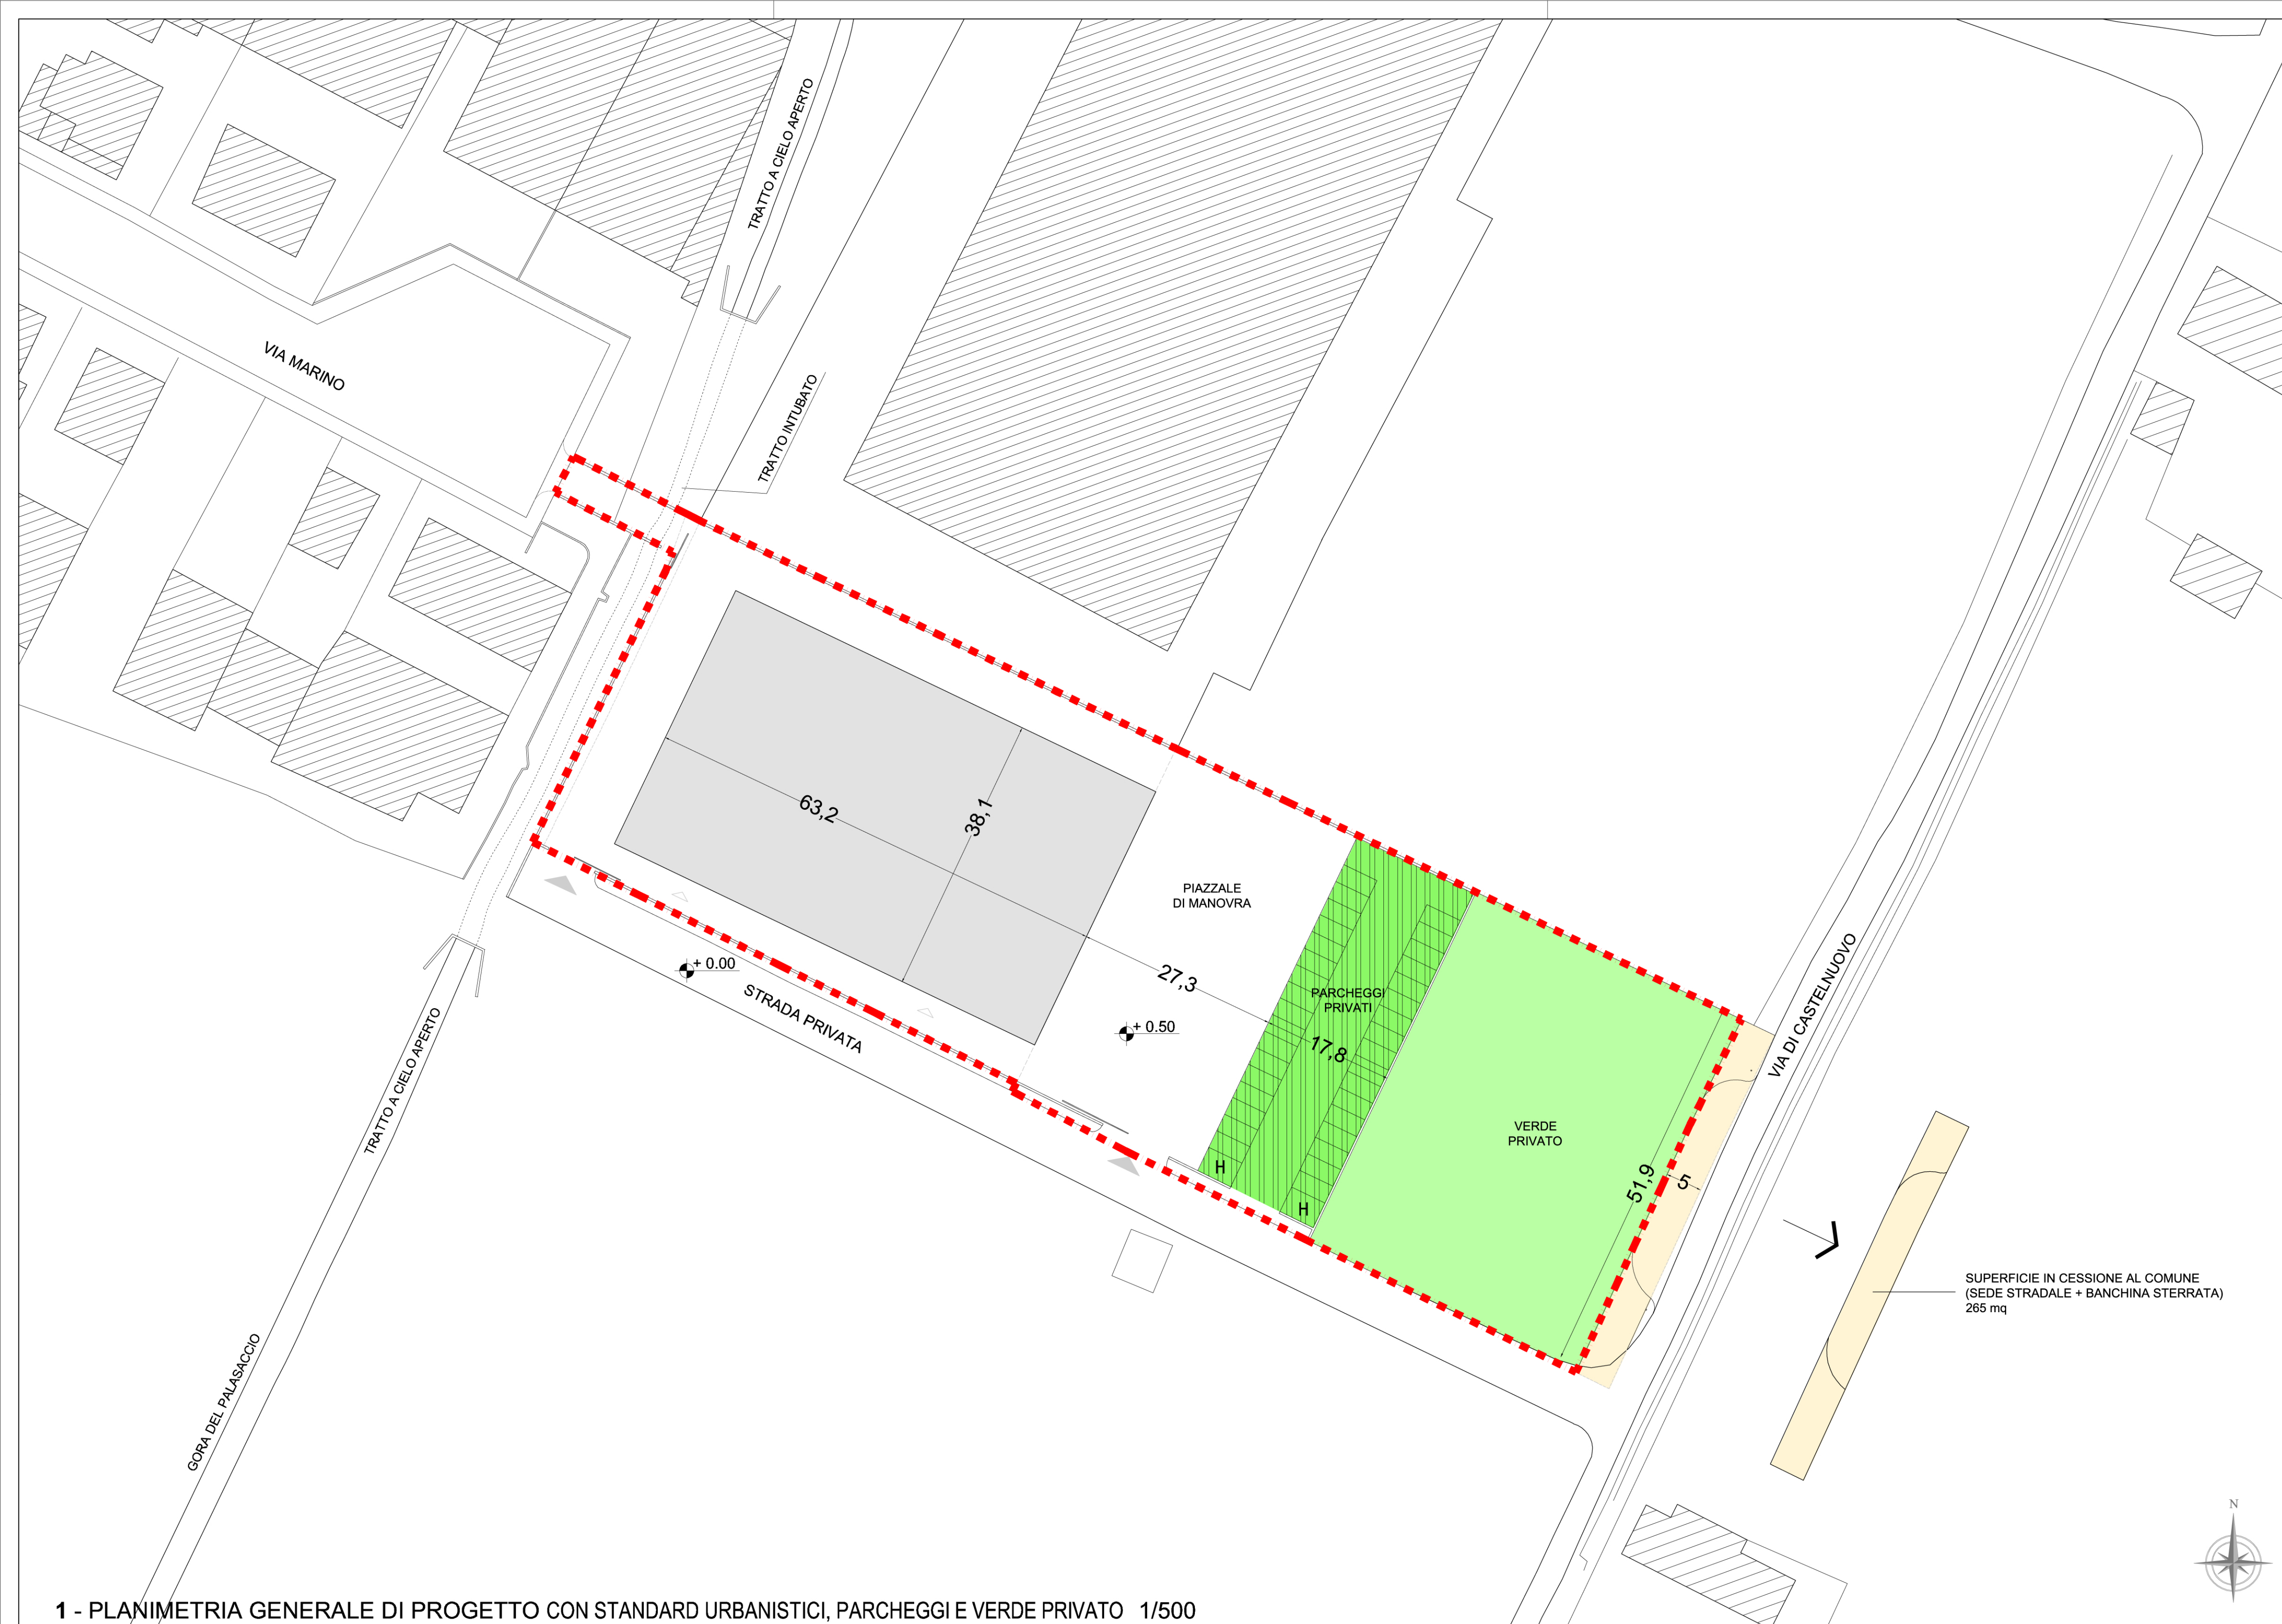 TRATTO A CIELO APERTO
VIA MARINO
TRATTO INTUBATO
63,2
38,1
PIAZZALE
DI MANOVRA
27,3
PARCHEGGI
PRIVATI
17,8
+ 0.00
+ 0.50
STRADA PRIVATA
H
H
VERDE
PRIVATO
51,9
5
VIA DI CASTELNUOVO
TRATTO A CIELO APERTO
GORA DEL PALASACCIO
SUPERFICIE IN CESSIONE AL COMUNE
(SEDE STRADALE + BANCHINA STERRATA)
265 mq
N
1 - PLANIMETRIA GENERALE DI PROGETTO CON STANDARD URBANISTICI, PARCHEGGI E VERDE PRIVATO 1/500